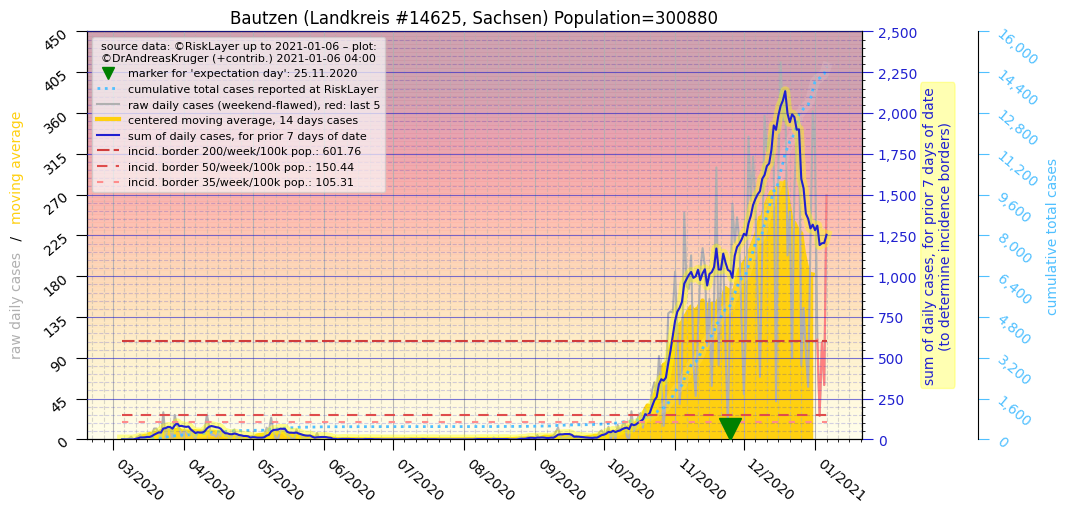 Bautzen (Landkreis #14625, Sachsen) Population=300880
source data: ©RiskLayer up to 2021-01-06 – plot:
©DrAndreasKruger (+contrib.) 2021-01-06 04:00
marker for 'expectation day': 25.11.2020
cumulative total cases reported at RiskLayer
raw daily cases (weekend-flawed), red: last 5
centered moving average, 14 days cases
sum of daily cases, for prior 7 days of date
incid. border 200/week/100k pop.: 601.76
incid. border 50/week/100k pop.: 150.44
incid. border 35/week/100k pop.: 105.31
raw daily cases / moving average
450
405
360
315
270
225
180
135
90
45
0
03/2020
04/2020
05/2020
06/2020
07/2020
08/2020
09/2020
10/2020
11/2020
12/2020
01/2021
2,500
2,250
2,000
1,750
1,500
1,250
1,000
750
500
250
0
sum of daily cases, for prior 7 days of date
(to determine incidence borders)
16,000
14,400
12,800
11,200
9,600
8,000
6,400
4,800
3,200
1,600
0
cumulative total cases